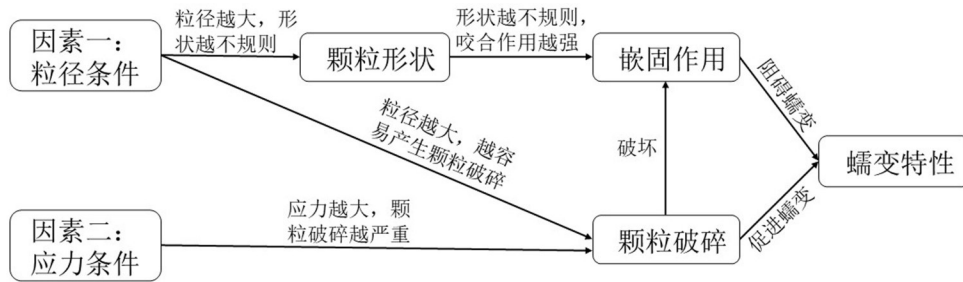 粒径越大，形
状越不规则
形状越不规则，
咬合作用越强
因素一：
粒径条件
颗粒形状
嵌固作用
阻碍蠕变
粒径越大，越容
易产生颗粒破碎
破坏
蠕变特性
应力越大，颗
粒破碎越严重
因素二：
应力条件
颗粒破碎
促进蠕变